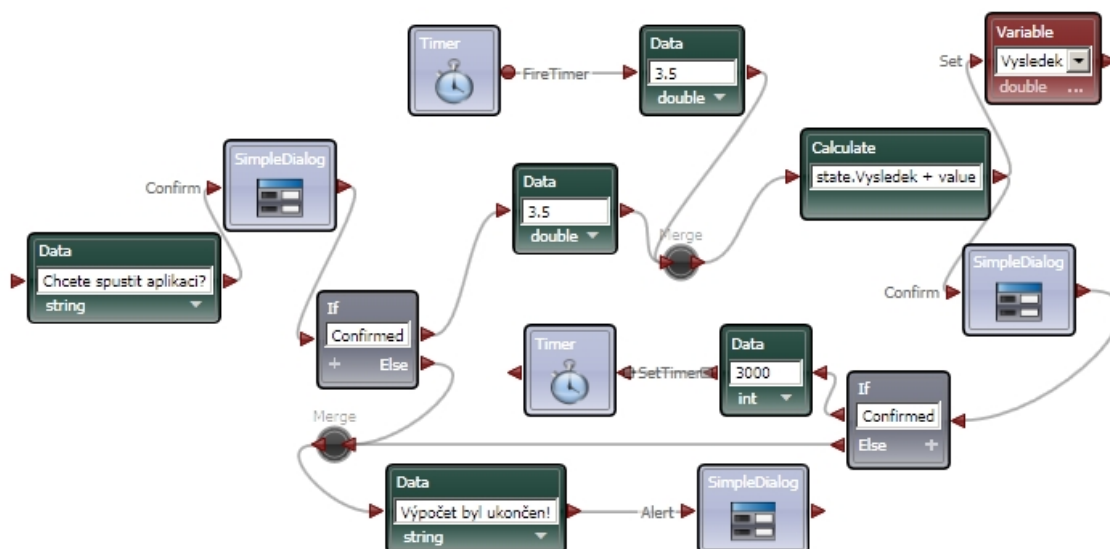 Timer
FireTimer
Data
3.5
double
Set
Variable
Vysledek
double ...
SimpleDialog
Confirm
Data
Chcete spustit aplikaci?
string
Data
3.5
double
Merge
Calculate
state.Vysledek + value
SimpleDialog
Confirm
If
Confirmed
+ Else
Timer
SetTimer
Data
3000
int
If
Confirmed
Else +
Merge
Data
Výpočet byl ukončen!
string
Alert
SimpleDialog